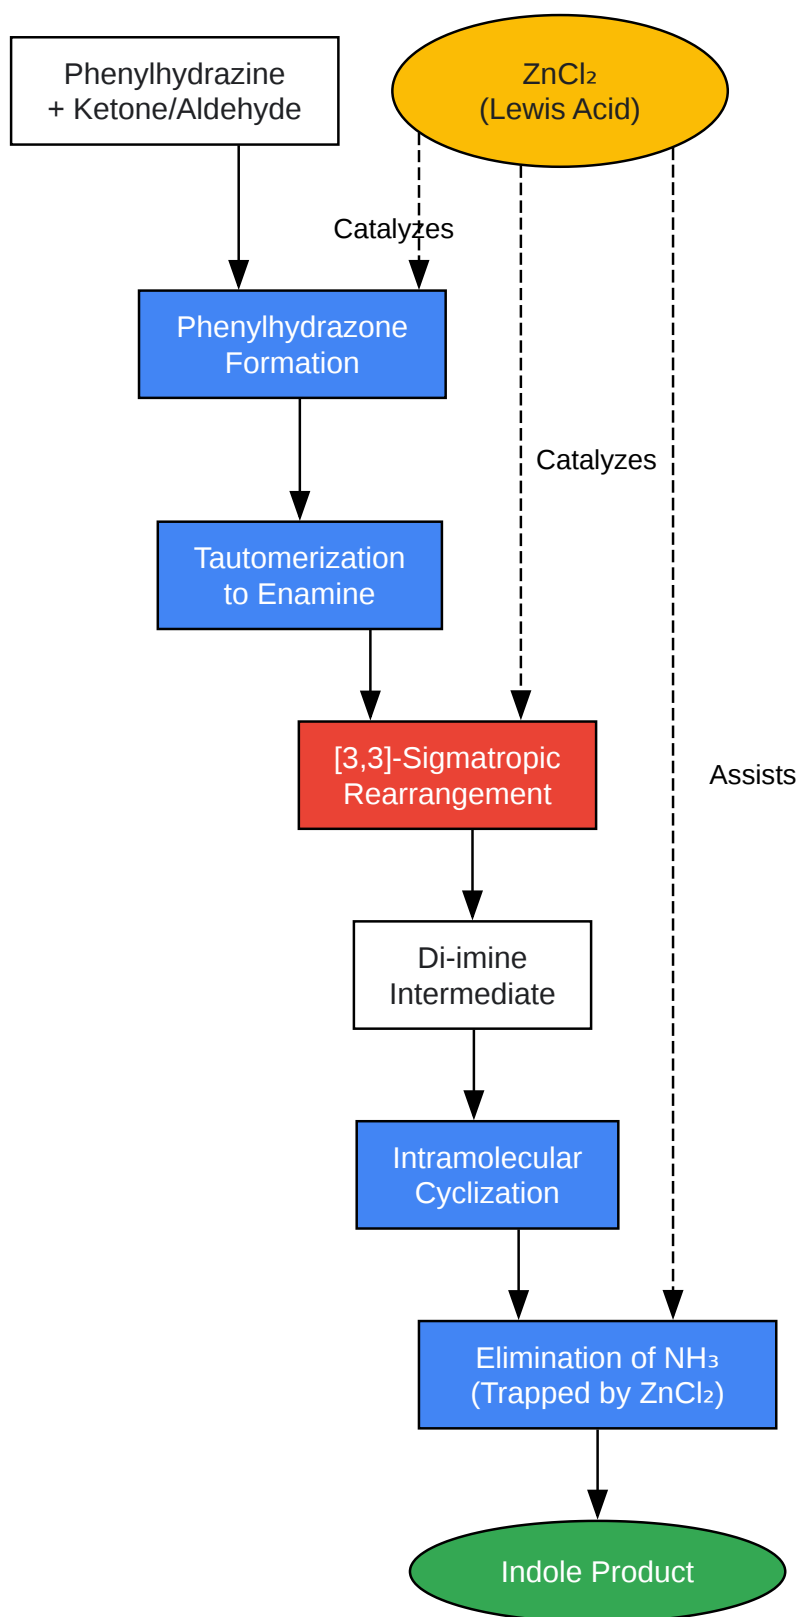 Phenylhydrazine
+ Ketone/Aldehyde
ZnCl₂
(Lewis Acid)
Catalyzes
Phenylhydrazone
Formation
Catalyzes
Tautomerization
to Enamine
[3,3]-Sigmatropic
Rearrangement
Assists
Di-imine
Intermediate
Intramolecular
Cyclization
Elimination of NH₃
(Trapped by ZnCl₂)
Indole Product